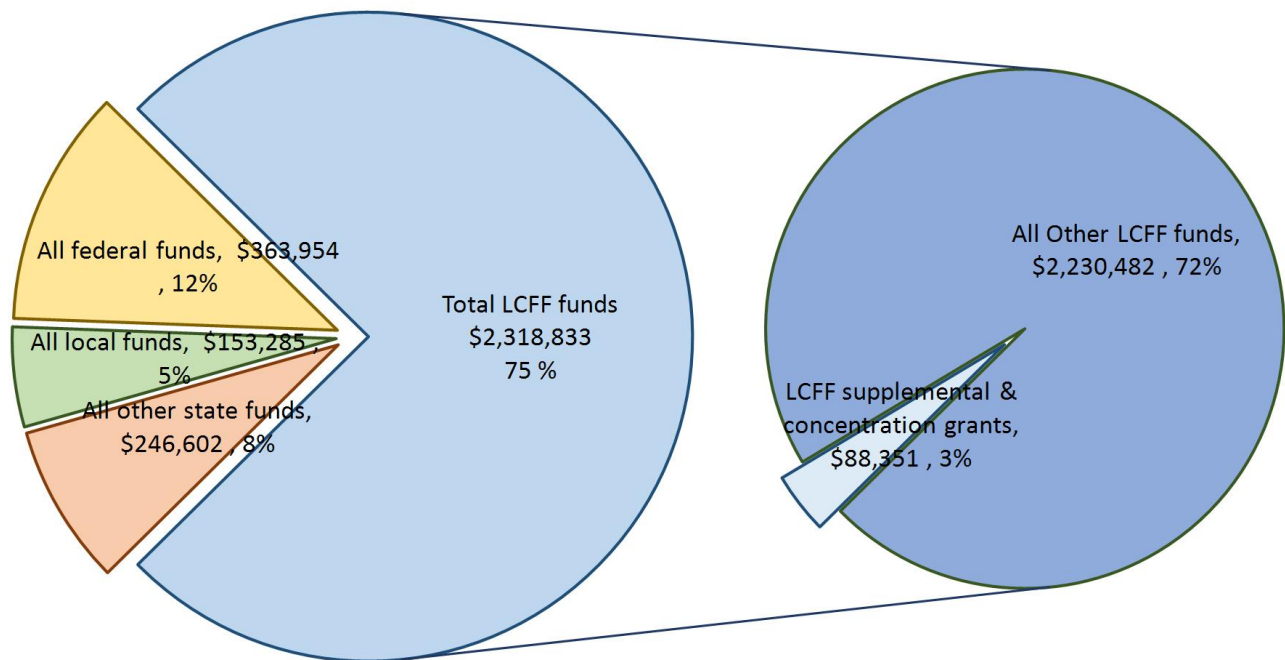 All federal funds,  $363,954
, 12%
All local funds,  $153,285 ,
5%
All other state funds,
$246,602 , 8%
Total LCFF funds
$2,318,833
75 %
All Other LCFF funds,
$2,230,482 , 72%
LCFF supplemental &
concentration grants,
$88,351 , 3%